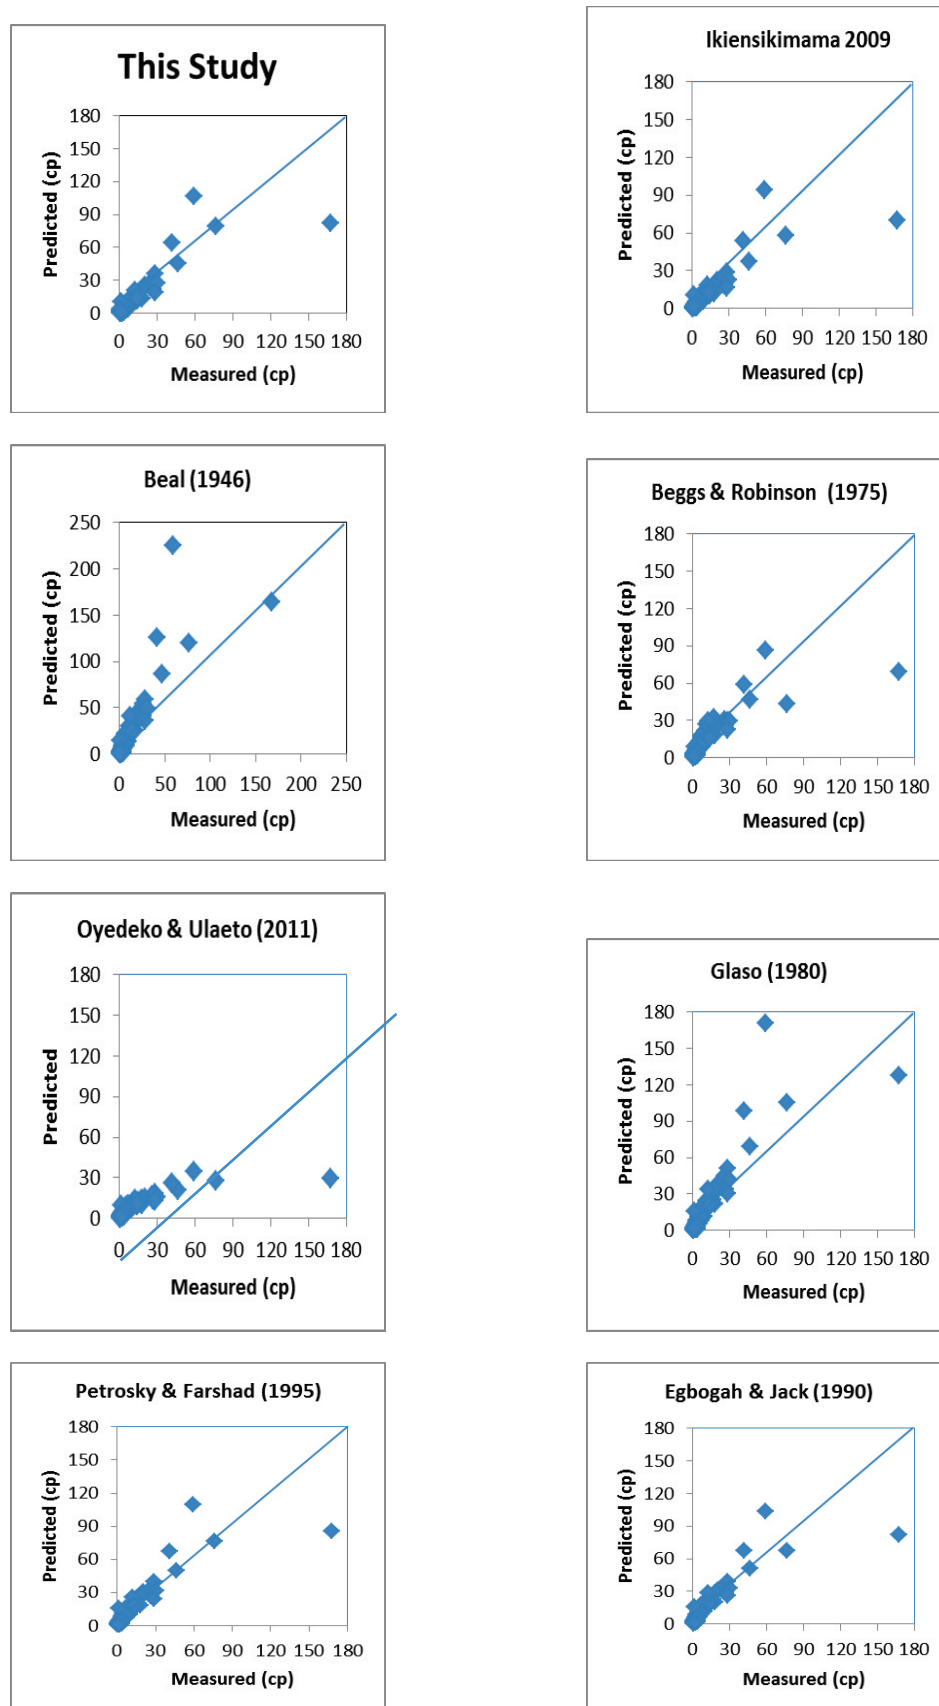 This Study
180
150
120
90
60
30
0
Predicted (cp)
0 30 60 90 120 150 180
Measured (cp)
Ikiensikimama 2009
180
150
120
90
60
30
0
Predicted (cp)
0 30 60 90 120 150 180
Measured (cp)
Beal (1946)
250
200
150
100
50
0
Predicted (cp)
0 50 100 150 200 250
Measured (cp)
Beggs & Robinson (1975)
180
150
120
90
60
30
0
Predicted (cp)
0 30 60 90 120 150 180
Measured (cp)
Oyedeko & Ulaeto (2011)
180
150
120
90
60
30
0
Predicted
0 30 60 90 120 150 180
Measured (cp)
Glaso (1980)
180
150
120
90
60
30
0
Predicted (cp)
0 30 60 90 120 150 180
Measured (cp)
Petrosky & Farshad (1995)
180
150
120
90
60
30
0
Predicted (cp)
0 30 60 90 120 150 180
Measured (cp)
Egbogah & Jack (1990)
180
150
120
90
60
30
0
Predicted (cp)
0 30 60 90 120 150 180
Measured (cp)